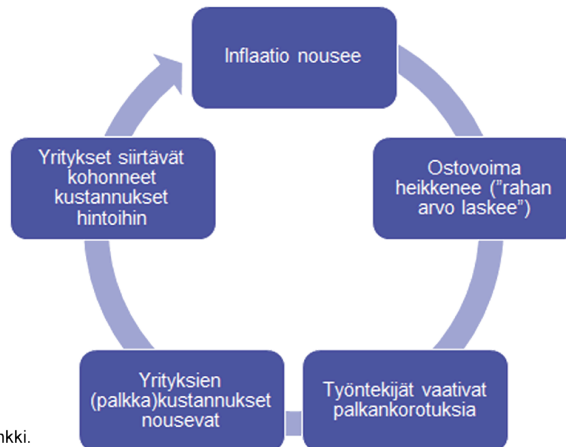 Inflaatio nousee
Ostovoima
heikkenee ("rahan
arvo laskee")
Työntekijät vaativat
palkankorotuksia
Yrityksien
(palkka)kustannukset
nousevat
Yritykset siirtävät
kohonneet
kustannukset
hintoihin
nkki.